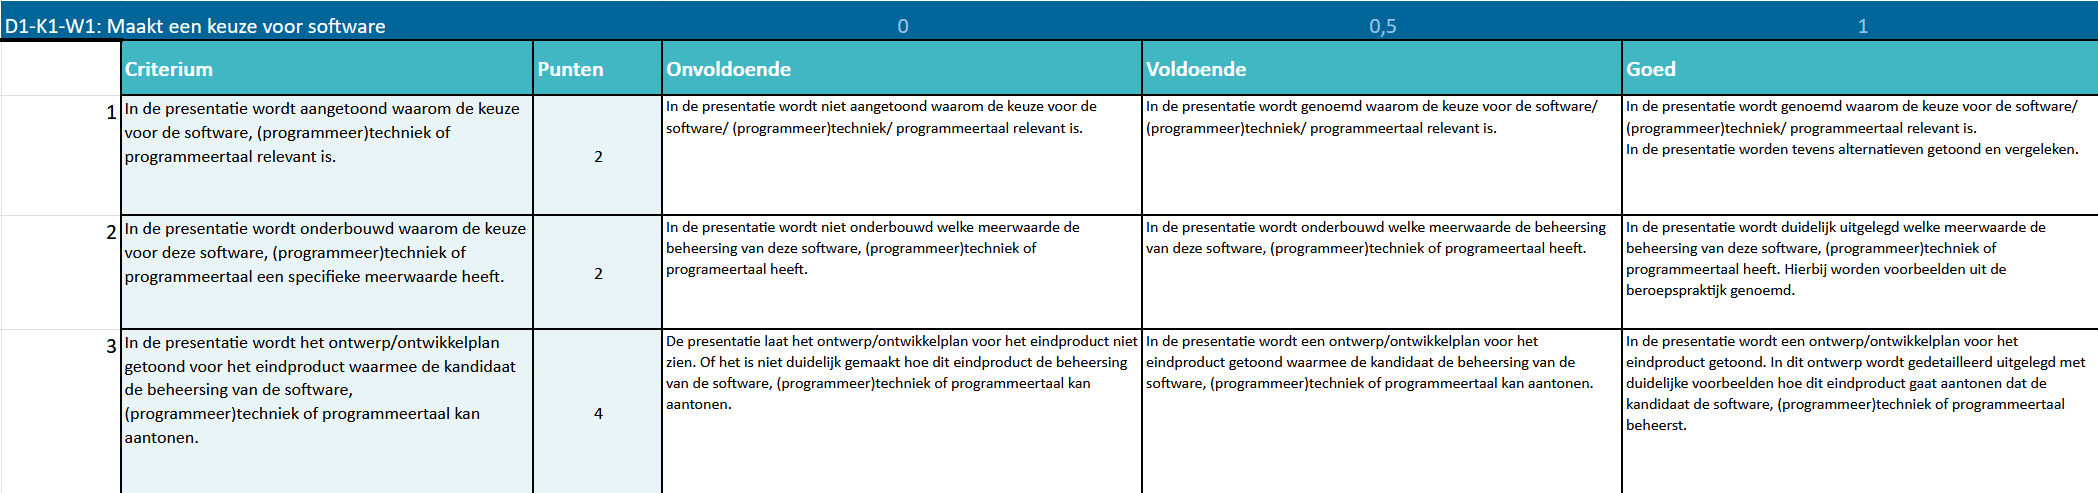 D1-K1-W1: Maakt een keuze voor software 0 0,5 1
Criterium Punten Onvoldoende Voldoende Goed
1
In de presentatie wordt aangetoond waarom de keuze
voor de software, (programmeer)techniek of
programmeertaal relevant is.
2
In de presentatie wordt niet aangetoond waarom de keuze voor de
software/ (programmeer)techniek/ programmeertaal relevant is.
In de presentatie wordt genoemd waarom de keuze voor de software/
(programmeer)techniek/ programmeertaal relevant is.
In de presentatie wordt genoemd waarom de keuze voor de software/
(programmeer)techniek/ programmeertaal relevant is.
In de presentatie worden tevens alternatieven getoond en vergeleken.
2
In de presentatie wordt onderbouwd waarom de keuze
voor deze software, (programmeer)techniek of
programmeertaal een specifieke meerwaarde heeft.
2
In de presentatie wordt niet onderbouwd welke meerwaarde de
beheersing van deze software, (programmeer)techniek of
programeertaal heeft.
In de presentatie wordt onderbouwd welke meerwaarde de beheersing
van deze software, (programmeer)techniek of programeertaal heeft.
In de presentatie wordt duidelijk uitgelegd welke meerwaarde de
beheersing van deze software, (programmeer)techniek of
programmeertaal heeft. Hierbij worden voorbeelden uit de
beroepspraktijk genoemd.
3
In de presentatie wordt het ontwerp/ontwikkelplan
getoond voor het eindproduct waarmee de kandidaat
de beheersing van de software,
(programmeer)techniek of programmeertaal kan
aantonen.
4
De presentatie laat het ontwerp/ontwikkelplan voor het eindproduct niet
zien. Of het is niet duidelijk gemaakt hoe dit eindproduct de beheersing
van de software, (programmeer)techniek of programmeertaal kan
aantonen.
In de presentatie wordt een ontwerp/ontwikkelplan voor het
eindproduct getoond waarmee de kandidaat de beheersing van de
software, (programmeer)techniek of programmeertaal kan aantonen.
In de presentatie wordt een ontwerp/ontwikkelplan voor het
eindproduct getoond. In dit ontwerp wordt gedetailleerd uitgelegd met
duidelijke voorbeelden hoe dit eindproduct gaat aantonen dat de
kandidaat de software, (programmeer)techniek of programmeertaal
beheerst.